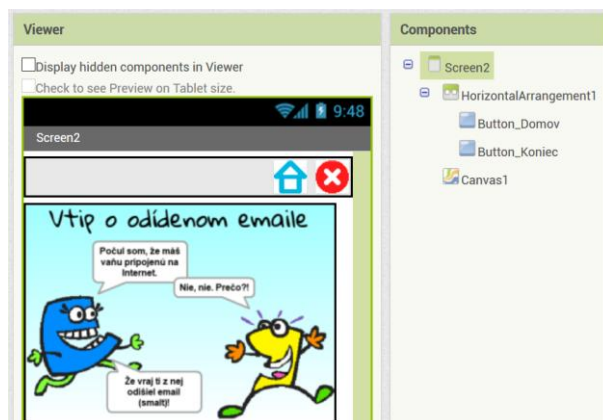 Viewer
Display hidden components in Viewer
Check to see Preview on Tablet size.
9:48
Screen2
Vtip o odídenom emaile
Počul som, že máš
vaňu pripojenú na
Internet.
Nie, nie. Prečo?!
Že vraj ti z nej
odišiel email
(smalt)!
Components
Screen2
HorizontalArrangement1
Button_Domov
Button_Koniec
Canvas1